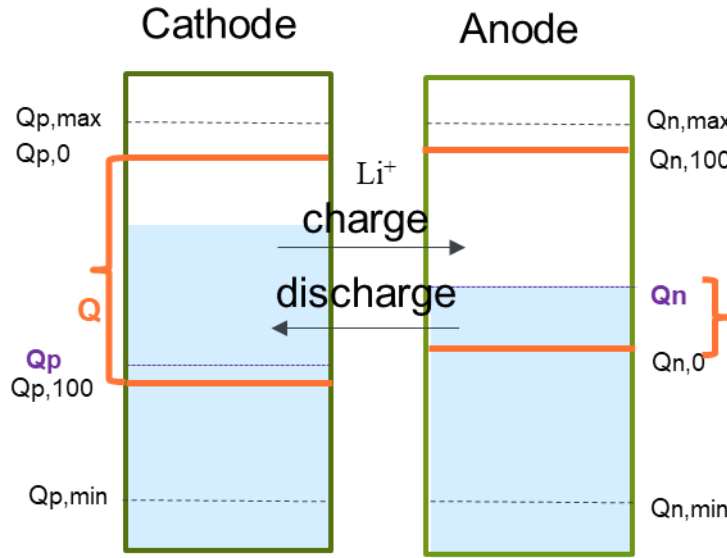 Cathode
Anode
Qp,max
Qp,0
Qn,max
Qn,100
Li+
charge
discharge
Q
Qn
Qp
Qp,100
Qn,0
Qp,min
Qn,min